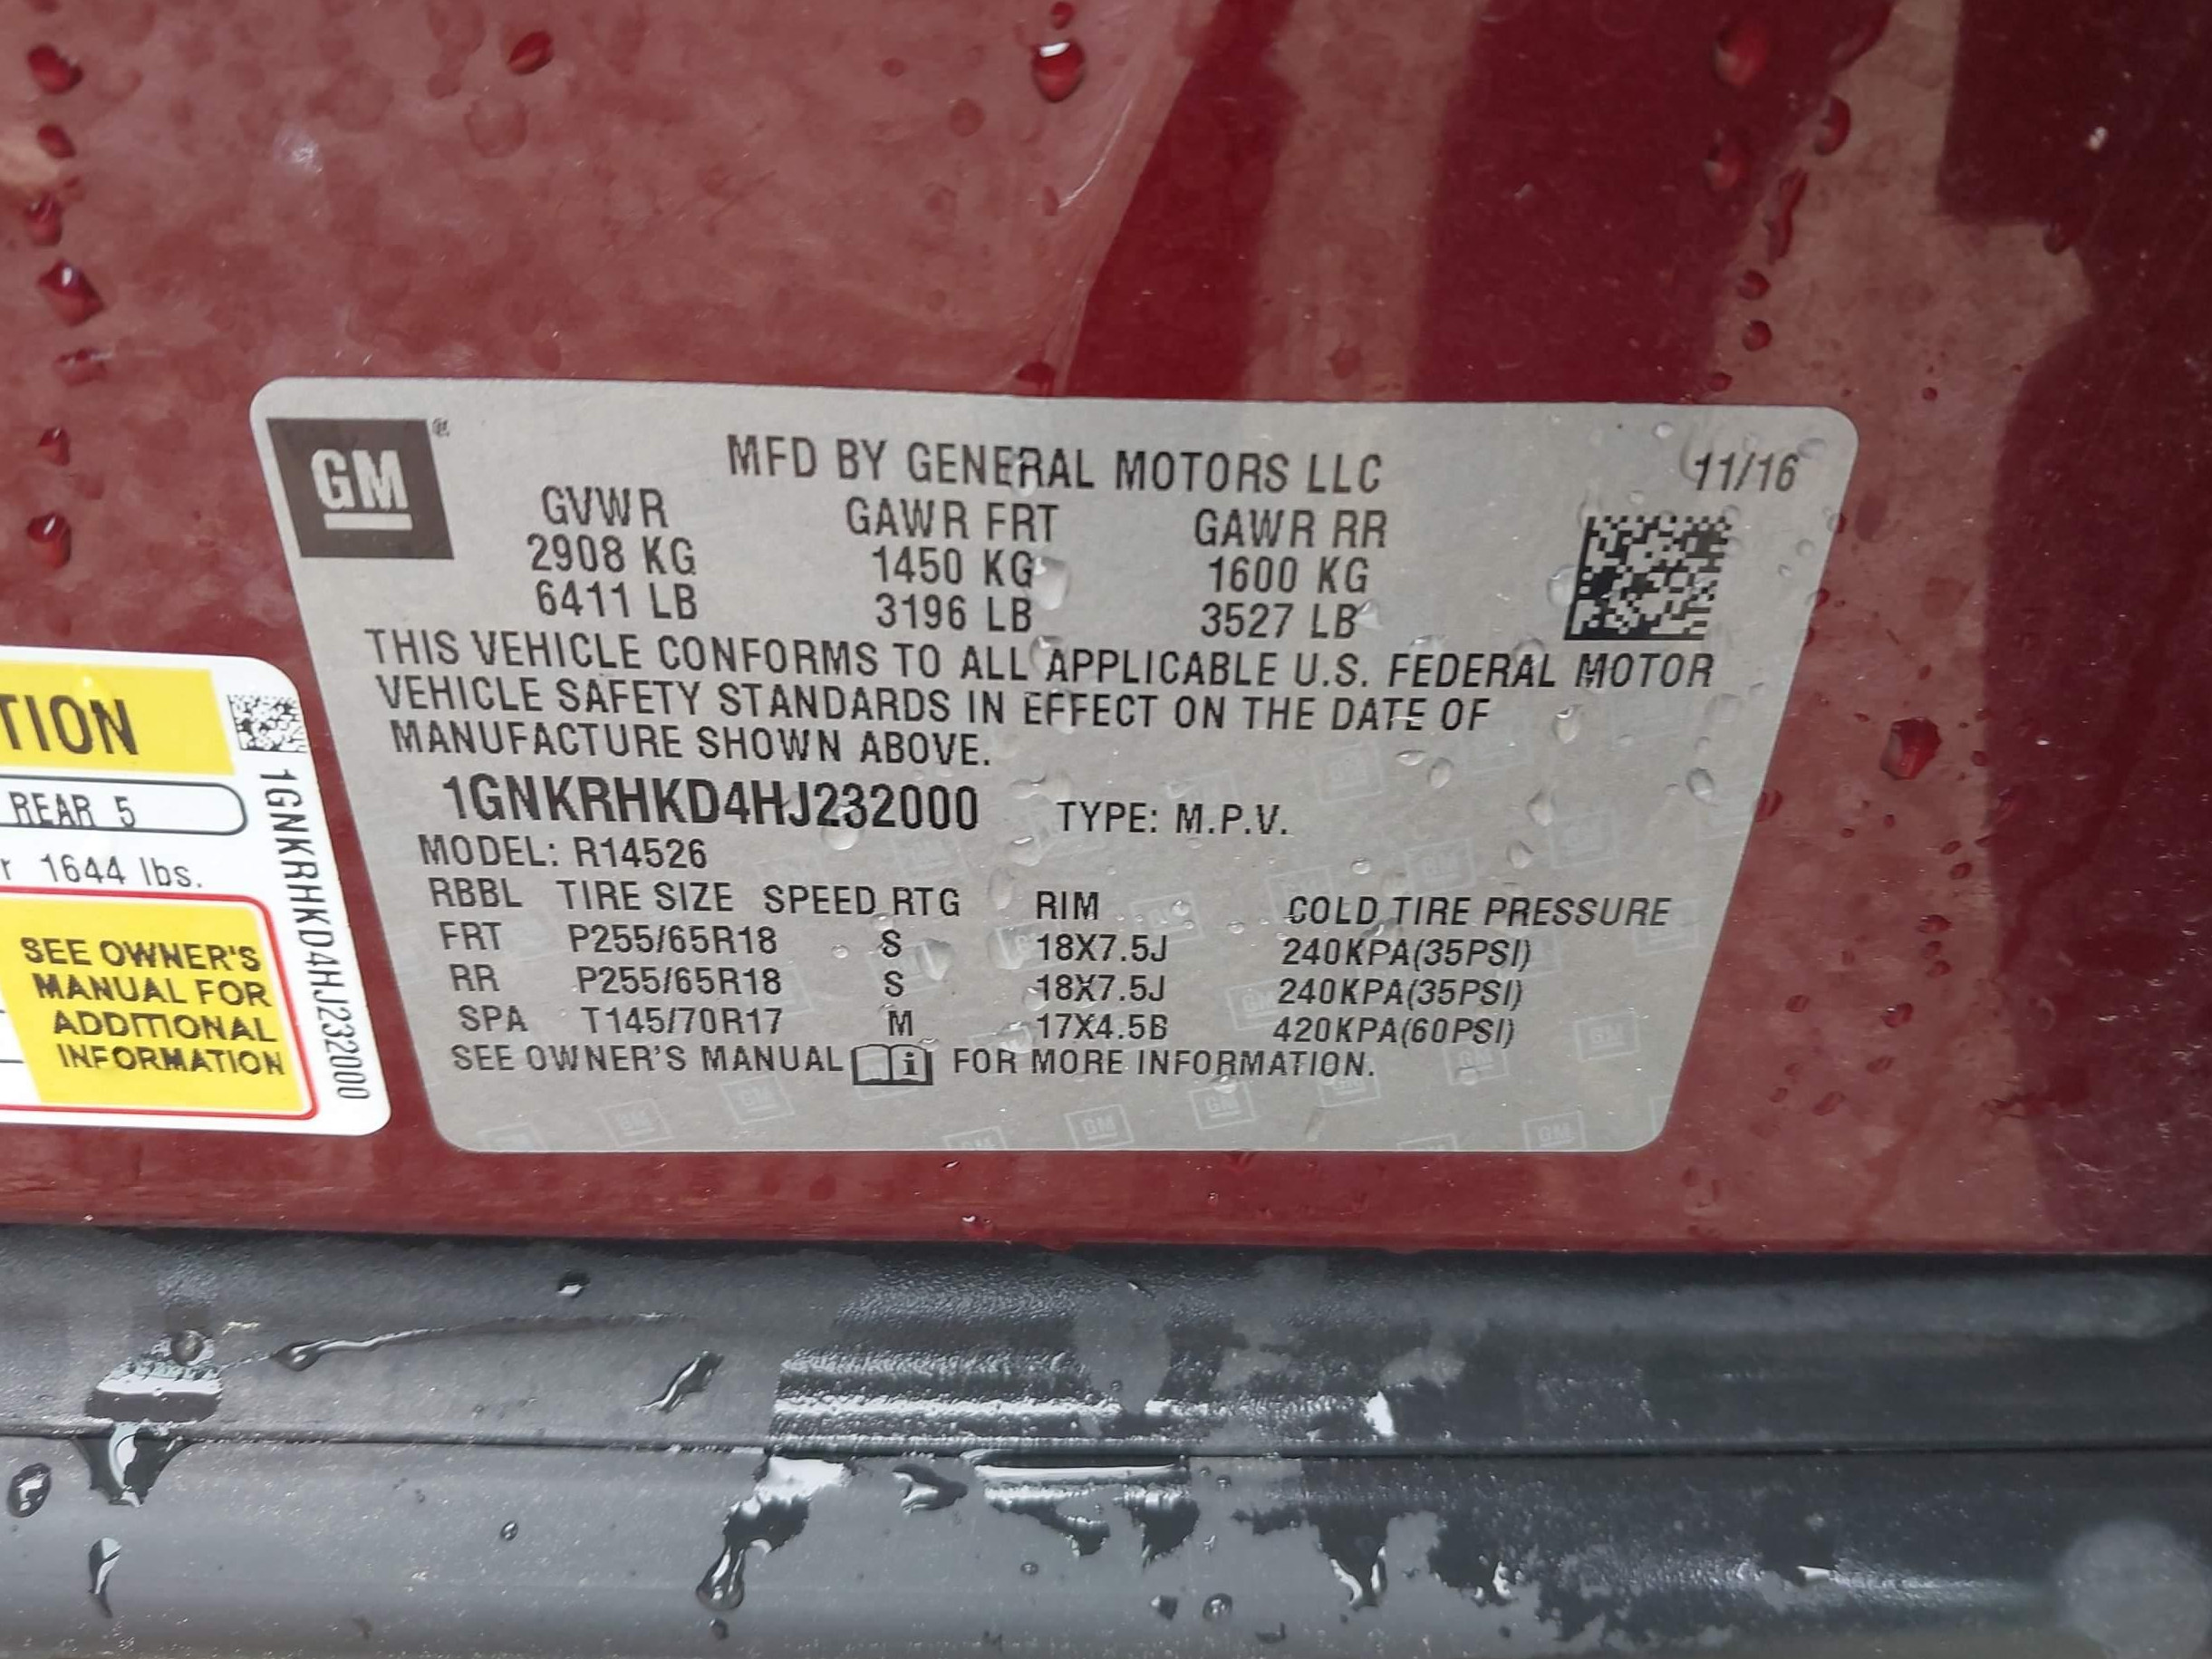 GM
MFD BY GENERAL MOTORS LLC 11/16
GVWR GAWR FRT GAWR RR
2908 KG 1450 KG 1600 KG
6411 LB 3196 LB 3527 LB
THIS VEHICLE CONFORMS TO ALL APPLICABLE U.S. FEDERAL MOTOR
VEHICLE SAFETY STANDARDS IN EFFECT ON THE DATE OF
MANUFACTURE SHOWN ABOVE.
1GNKRHKD4HJ232000 TYPE: M.P.V.
MODEL: R14526
RBBL TIRE SIZE SPEED RTG RIM COLD TIRE PRESSURE
FRT P255/65R18 S 18X7.5J 240KPA(35PSI)
RR P255/65R18 S 18X7.5J 240KPA(35PSI)
SPA T145/70R17 M 17X4.5B 420KPA(60PSI)
SEE OWNER'S MANUAL i FOR MORE INFORMATION.
TION
REAR 5
r 1644 lbs.
SEE OWNER'S
MANUAL FOR
ADDITIONAL
INFORMATION
1GNKRHKD4HJ232000